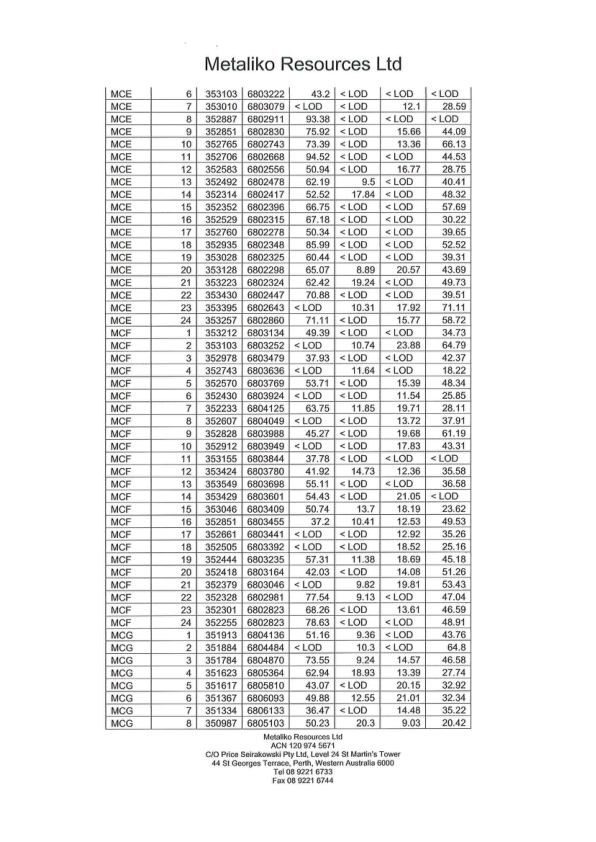 Metaliko Resources Ltd
MCE 6 353103 6803222 43.2 < LOD < LOD < LOD
MCE 7 353010 6803079 < LOD < LOD 12.1 28.59
MCE 8 352887 6802911 93.38 < LOD < LOD < LOD
MCE 9 352851 6802830 75.92 < LOD 15.66 44.09
MCE 10 352765 6802743 73.39 < LOD 13.36 66.13
MCE 11 352706 6802668 94.52 < LOD < LOD 44.53
MCE 12 352583 6802556 50.94 < LOD 16.77 28.75
MCE 13 352492 6802478 62.19 9.5 < LOD 40.41
MCE 14 352314 6802417 52.52 17.84 < LOD 48.32
MCE 15 352352 6802396 66.75 < LOD < LOD 57.69
MCE 16 352529 6802315 67.18 < LOD < LOD 30.22
MCE 17 352760 6802278 50.34 < LOD < LOD 39.65
MCE 18 352935 6802348 85.99 < LOD < LOD 52.52
MCE 19 353028 6802325 60.44 < LOD < LOD 39.31
MCE 20 353128 6802298 65.07 8.89 20.57 43.69
MCE 21 353223 6802324 62.42 19.24 < LOD 49.73
MCE 22 353430 6802447 70.88 < LOD < LOD 39.51
MCE 23 353395 6802643 < LOD 10.31 17.92 71.11
MCE 24 353257 6802860 71.11 < LOD 15.77 58.72
MCF 1 353212 6803134 49.39 < LOD < LOD 34.73
MCF 2 353103 6803252 < LOD 10.74 23.88 64.79
MCF 3 352978 6803479 37.93 < LOD < LOD 42.37
MCF 4 352743 6803636 < LOD 11.64 < LOD 18.22
MCF 5 352570 6803769 53.71 < LOD 15.39 48.34
MCF 6 352430 6803924 < LOD < LOD 11.54 25.85
MCF 7 352233 6804125 63.75 11.85 19.71 28.11
MCF 8 352607 6804049 < LOD < LOD 13.72 37.91
MCF 9 352828 6803988 45.27 < LOD 19.68 61.19
MCF 10 352912 6803949 < LOD < LOD 17.83 43.31
MCF 11 353155 6803844 37.78 < LOD < LOD < LOD
MCF 12 353424 6803780 41.92 14.73 12.36 35.58
MCF 13 353549 6803698 55.11 < LOD < LOD 36.58
MCF 14 353429 6803601 54.43 < LOD 21.05 < LOD
MCF 15 353046 6803409 50.74 13.7 18.19 23.62
MCF 16 352851 6803455 37.2 10.41 12.53 49.53
MCF 17 352661 6803441 < LOD < LOD 12.92 35.26
MCF 18 352505 6803392 < LOD < LOD 18.52 25.16
MCF 19 352444 6803235 57.31 11.38 18.69 45.18
MCF 20 352418 6803164 42.03 < LOD 14.08 51.26
MCF 21 352379 6803046 < LOD 9.82 19.81 53.43
MCF 22 352328 6802981 77.54 9.13 < LOD 47.04
MCF 23 352301 6802823 68.26 < LOD 13.61 46.59
MCF 24 352255 6802823 78.63 < LOD < LOD 48.91
MCG 1 351913 6804136 51.16 9.36 < LOD 43.76
MCG 2 351884 6804484 < LOD 10.3 < LOD 64.8
MCG 3 351784 6804870 73.55 9.24 14.57 46.58
MCG 4 351623 6805364 62.94 18.93 13.39 27.74
MCG 5 351617 6805810 43.07 < LOD 20.15 32.92
MCG 6 351367 6806093 49.88 12.55 21.01 32.34
MCG 7 351334 6806133 36.47 < LOD 14.48 35.22
MCG 8 350987 6805103 50.23 20.3 9.03 20.42
Metaliko Resources Ltd
ACN 120 974 5671
C/O Price Seirakowski Pty Ltd, Level 24 St Martin's Tower
44 St Georges Terrace, Perth, Western Australia 6000
Tel 08 9221 6733
Fax 08 9221 6744